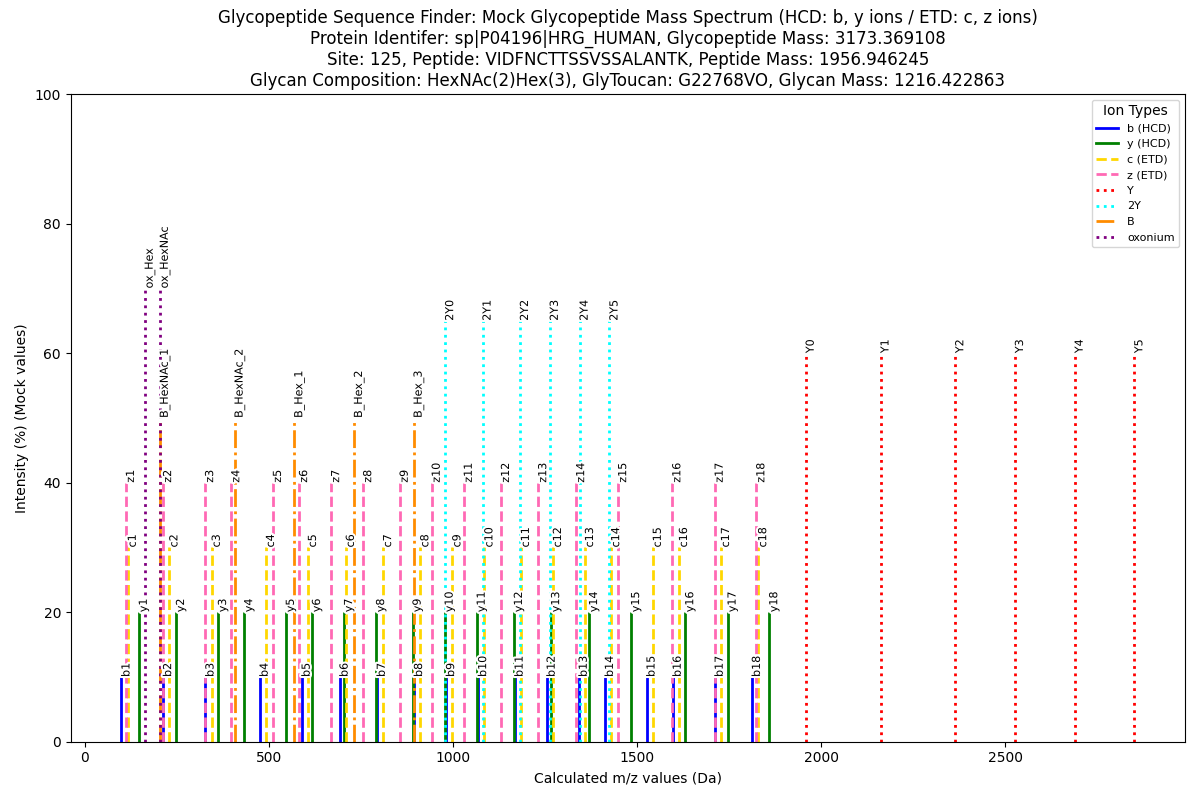 Glycopeptide Sequence Finder: Mock Glycopeptide Mass Spectrum (HCD: b, y ions / ETD: c, z ions)
Protein Identifer: sp|P04196|HRG_HUMAN, Glycopeptide Mass: 3173.369108
Site: 125, Peptide: VIDFNCTTSSVSSALANTK, Peptide Mass: 1956.946245
Glycan Composition: HexNAc(2)Hex(3), GlyToucan: G22768VO, Glycan Mass: 1216.422863
Ion Types
b (HCD)
y (HCD)
c (ETD)
z (ETD)
Y
2Y
B
oxonium
Intensity (%) (Mock values)
100
80
60
40
20
0
ox_Hex ox_HexNAc
2Y0 2Y1 2Y2 2Y3 2Y4 2Y5
Y0 Y1 Y2 Y3 Y4 Y5
B_HexNAc_1 B_HexNAc_2 B_Hex_1 B_Hex_2 B_Hex_3
z1 z2 z3 z4 z5 z6 z7 z8 z9 z10 z11 z12 z13 z14 z15 z16 z17 z18
c1 c2 c3 c4 c5 c6 c7 c8 c9 c10 c11 c12 c13 c14 c15 c16 c17 c18
y1 y2 y3 y4 y5 y6 y7 y8 y9 y10 y11 y12 y13 y14 y15 y16 y17 y18
b1 b2 b3 b4 b5 b6 b7 b8 b9 b10 b11 b12 b13 b14 b15 b16 b17 b18
0 500 1000 1500 2000 2500
Calculated m/z values (Da)